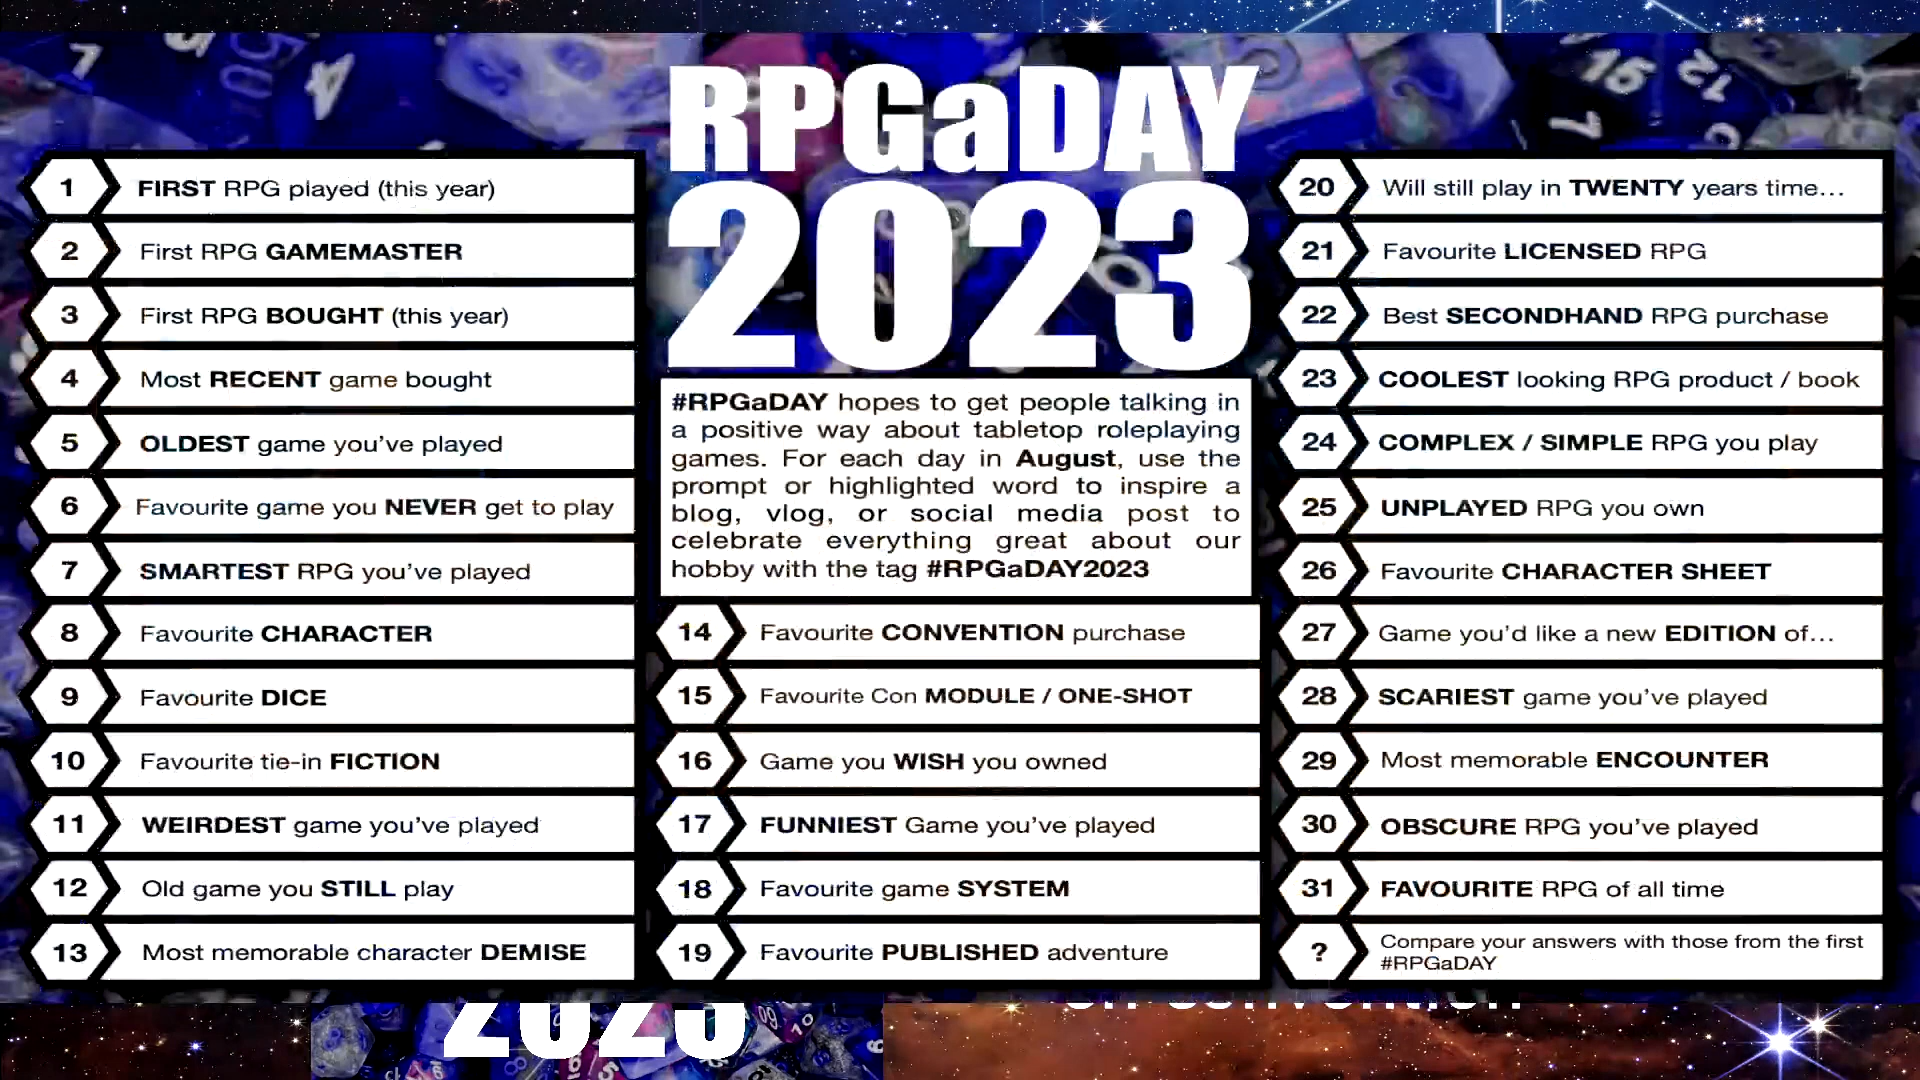 RPGaDAY
2023
1 FIRST RPG played (this year)
2 First RPG GAMEMASTER
3 First RPG BOUGHT (this year)
4 Most RECENT game bought
5 OLDEST game you've played
6 Favourite game you NEVER get to play
7 SMARTEST RPG you've played
8 Favourite CHARACTER
9 Favourite DICE
10 Favourite tie-in FICTION
11 WEIRDEST game you've played
12 Old game you STILL play
13 Most memorable character DEMISE
#RPGaDAY hopes to get people talking in
a positive way about tabletop roleplaying
games. For each day in August, use the
prompt or highlighted word to inspire a
blog, vlog, or social media post to
celebrate everything great about our
hobby with the tag #RPGaDAY2023
14 Favourite CONVENTION purchase
15 Favourite Con MODULE / ONE-SHOT
16 Game you WISH you owned
17 FUNNIEST Game you've played
18 Favourite game SYSTEM
19 Favourite PUBLISHED adventure
20 Will still play in TWENTY years time...
21 Favourite LICENSED RPG
22 Best SECONDHAND RPG purchase
23 COOLEST looking RPG product / book
24 COMPLEX / SIMPLE RPG you play
25 UNPLAYED RPG you own
26 Favourite CHARACTER SHEET
27 Game you'd like a new EDITION of...
28 SCARIEST game you've played
29 Most memorable ENCOUNTER
30 OBSCURE RPG you've played
31 FAVOURITE RPG of all time
? Compare your answers with those from the first
#RPGaDAY
2023